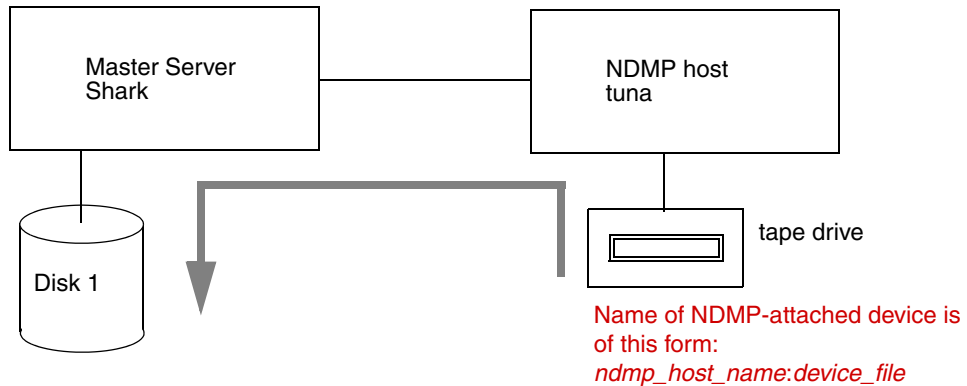 Master Server
Shark
NDMP host
tuna
Disk 1
tape drive
Name of NDMP-attached device is
of this form:
ndmp_host_name:device_file